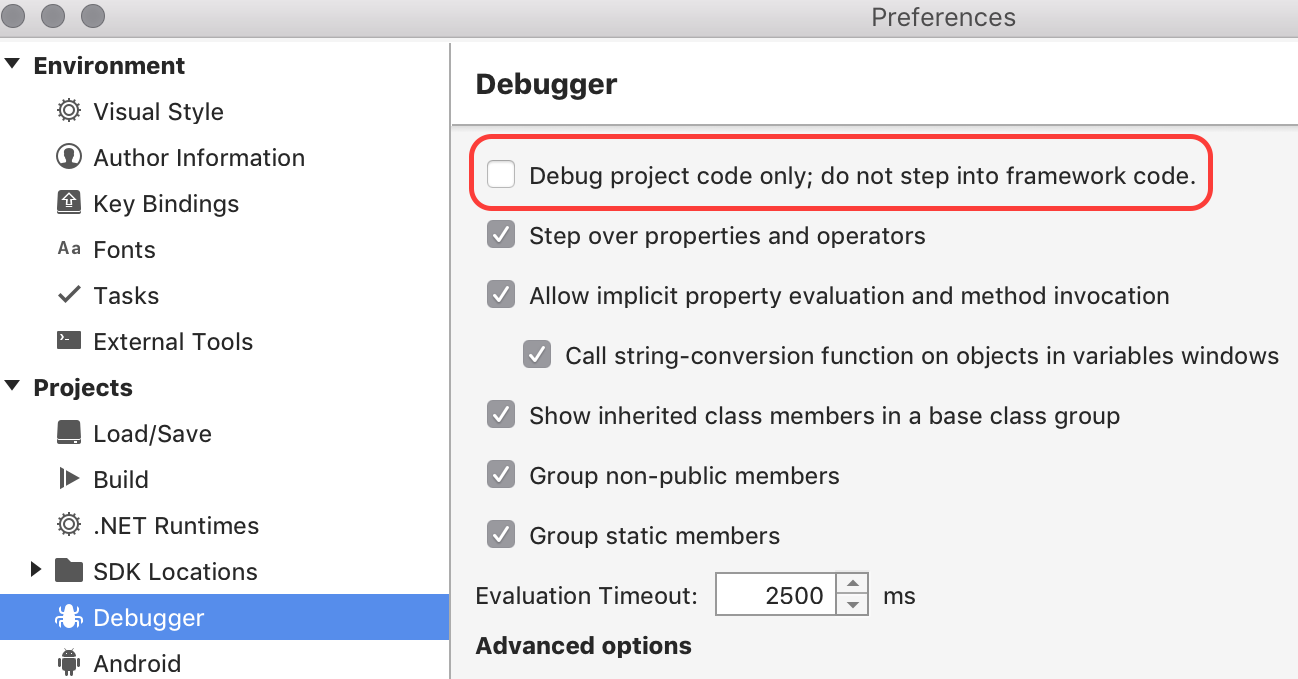 Preferences
Environment
Visual Style
Author Information
Key Bindings
Aa Fonts
Tasks
External Tools
Projects
Load/Save
Build
.NET Runtimes
SDK Locations
Debugger
Android
Debugger
Debug project code only; do not step into framework code.
Step over properties and operators
Allow implicit property evaluation and method invocation
Call string-conversion function on objects in variables windows
Show inherited class members in a base class group
Group non-public members
Group static members
Evaluation Timeout: 2500 ms
Advanced options